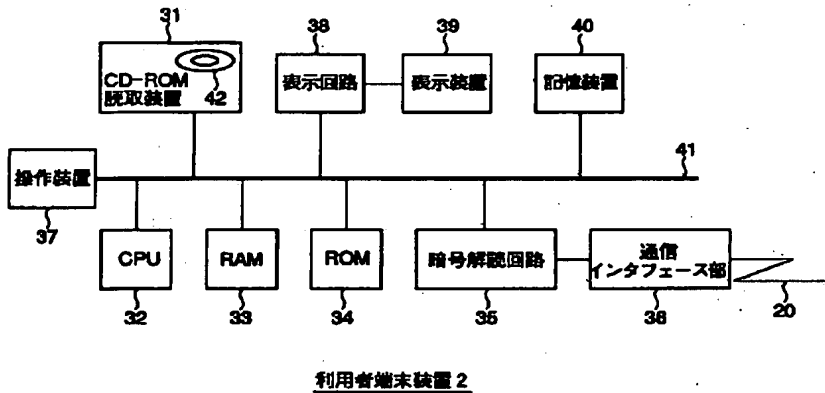 31
38
39
40
CD-ROM
読取装置
42
表示回路
表示装置
記憶装置
41
操作装置
37
CPU
RAM
ROM
暗号解読回路
通信
インタフェース部
32
33
34
35
38
20
利用者端末装置2